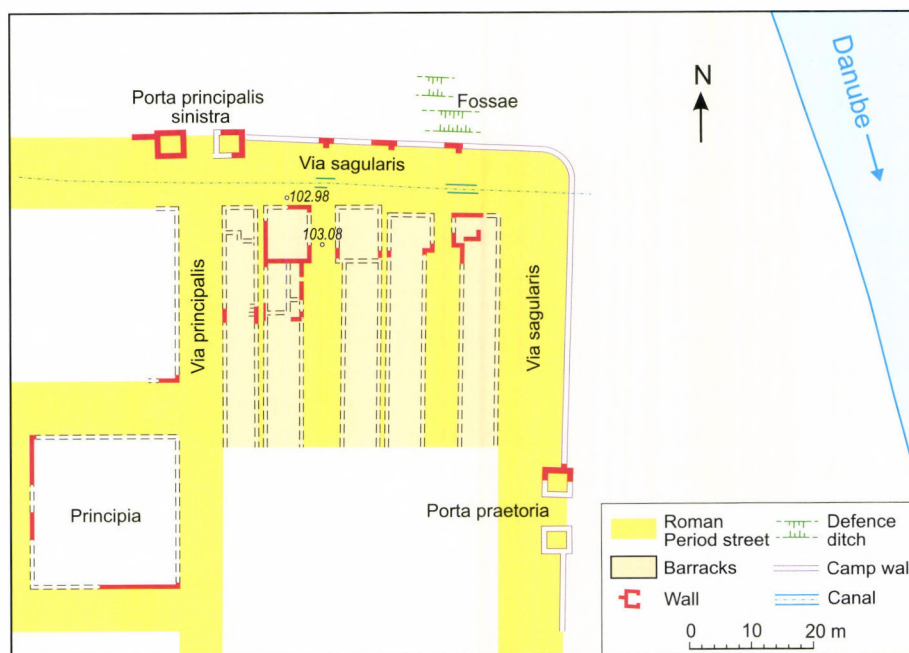 Danube
N
Porta principalis
sinistra
Fossae
Via sagularis
102.98
103.08
Via principalis
Via sagularis
Principia
Porta praetoria
Roman
Period street
Defence
ditch
Barracks
Camp wall
Wall
Canal
0 10 20 m